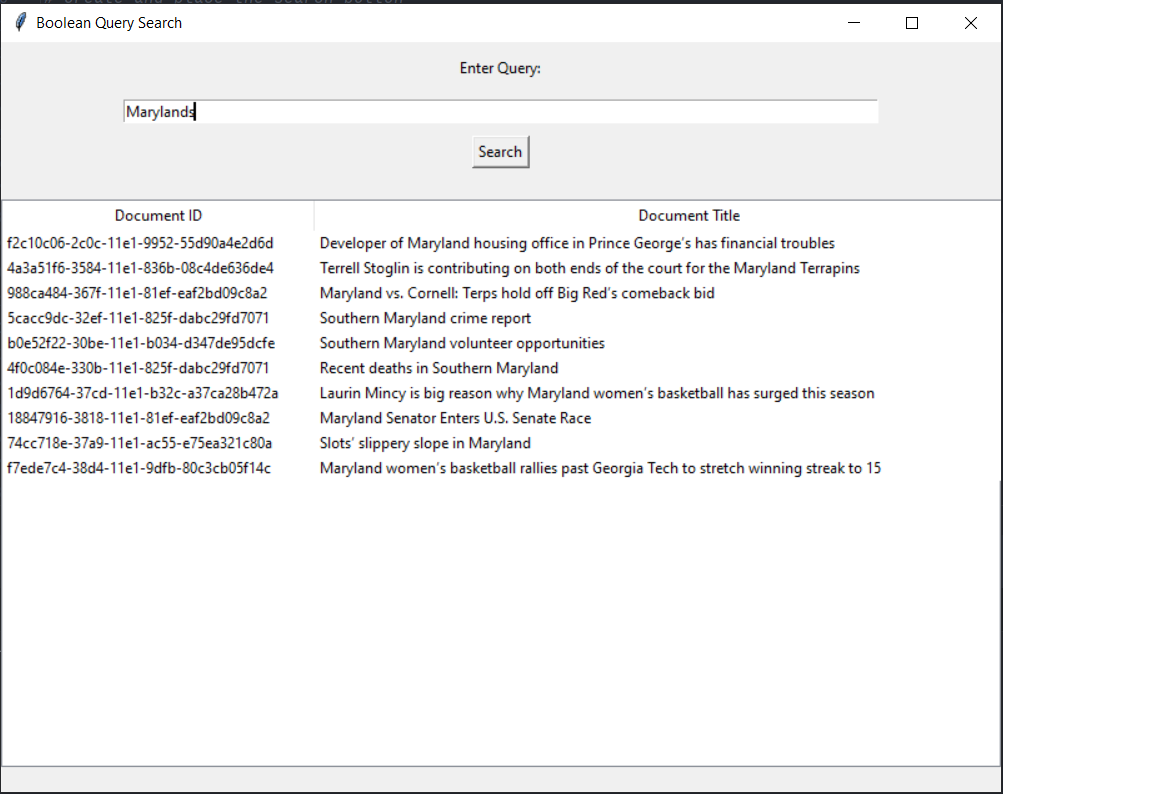 # Create and place the search button
Boolean Query Search
Enter Query:
Marylands
Search
Document ID Document Title
f2c10c06-2c0c-11e1-9952-55d90a4e2d6d Developer of Maryland housing office in Prince George’s has financial troubles
4a3a51f6-3584-11e1-836b-08c4de636de4 Terrell Stoglin is contributing on both ends of the court for the Maryland Terrapins
988ca484-367f-11e1-81ef-eaf2bd09c8a2 Maryland vs. Cornell: Terps hold off Big Red’s comeback bid
5cacc9dc-32ef-11e1-825f-dabc29fd7071 Southern Maryland crime report
b0e52f22-30be-11e1-b034-d347de95dcfe Southern Maryland volunteer opportunities
4f0c084e-330b-11e1-825f-dabc29fd7071 Recent deaths in Southern Maryland
1d9d6764-37cd-11e1-b32c-a37ca28b472a Laurin Mincy is big reason why Maryland women’s basketball has surged this season
18847916-3818-11e1-81ef-eaf2bd09c8a2 Maryland Senator Enters U.S. Senate Race
74cc718e-37a9-11e1-ac55-e75ea321c80a Slots’ slippery slope in Maryland
f7ede7c4-38d4-11e1-9dfb-80c3cb05f14c Maryland women’s basketball rallies past Georgia Tech to stretch winning streak to 15